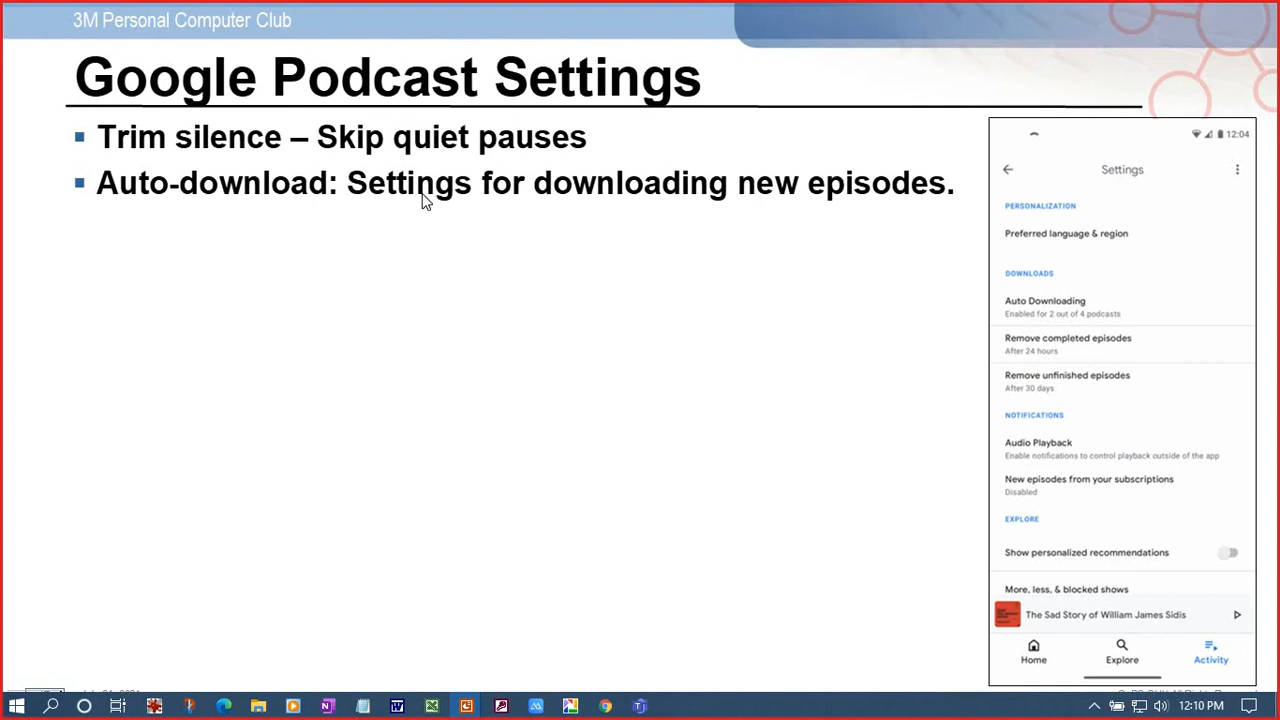 3M Personal Computer Club
Google Podcast Settings
Trim silence – Skip quiet pauses
Auto-download: Settings for downloading new episodes.
12:04
Settings
PERSONALIZATION
Preferred language & region
DOWNLOADS
Auto Downloading
Enabled for 2 out of 4 podcasts
Remove completed episodes
After 24 hours
Remove unfinished episodes
After 30 days
NOTIFICATIONS
Audio Playback
Enable notifications to control playback outside of the app
New episodes from your subscriptions
Disabled
EXPLORE
Show personalized recommendations
More, less, & blocked shows
The Sad Story of William James Sidis
Home
Explore
Activity
12:10 PM